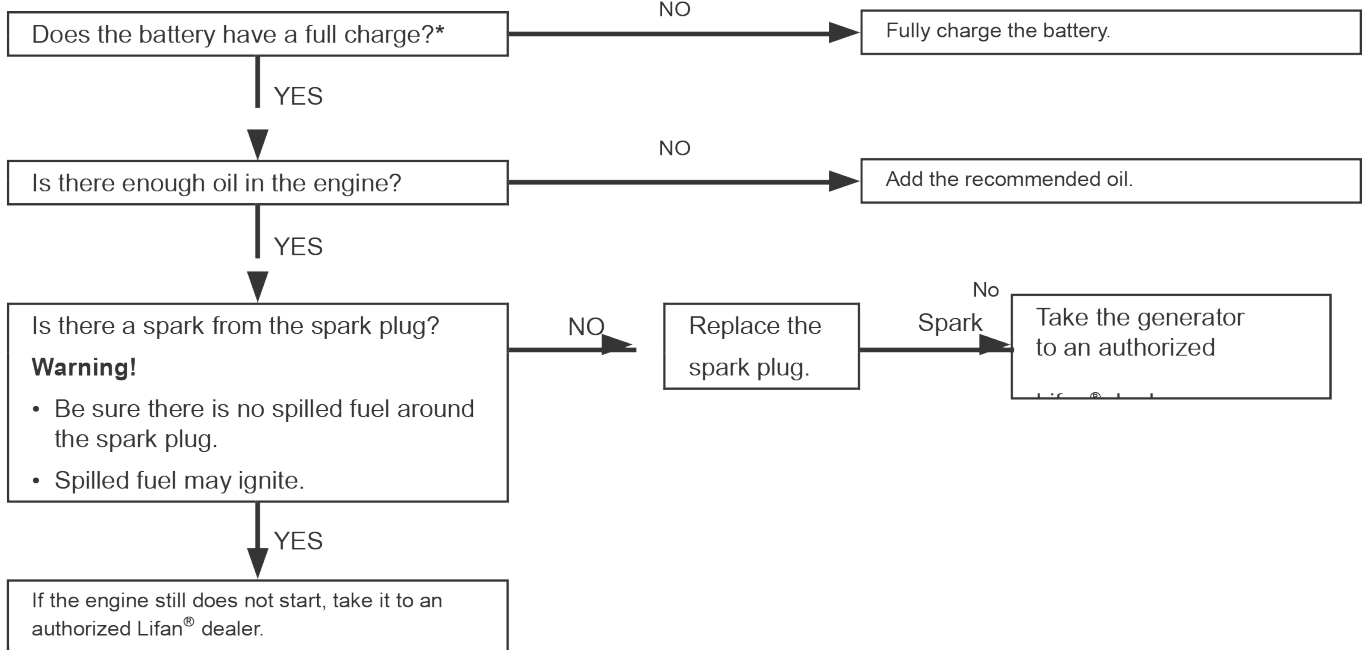 NO
Does the battery have a full charge?*
Fully charge the battery.
YES
NO
Is there enough oil in the engine?
Add the recommended oil.
YES
Is there a spark from the spark plug?
Warning!
• Be sure there is no spilled fuel around
the spark plug.
• Spilled fuel may ignite.
NO
Replace the
spark plug.
No
Spark
Take the generator
to an authorized
YES
If the engine still does not start, take it to an
authorized Lifan® dealer.